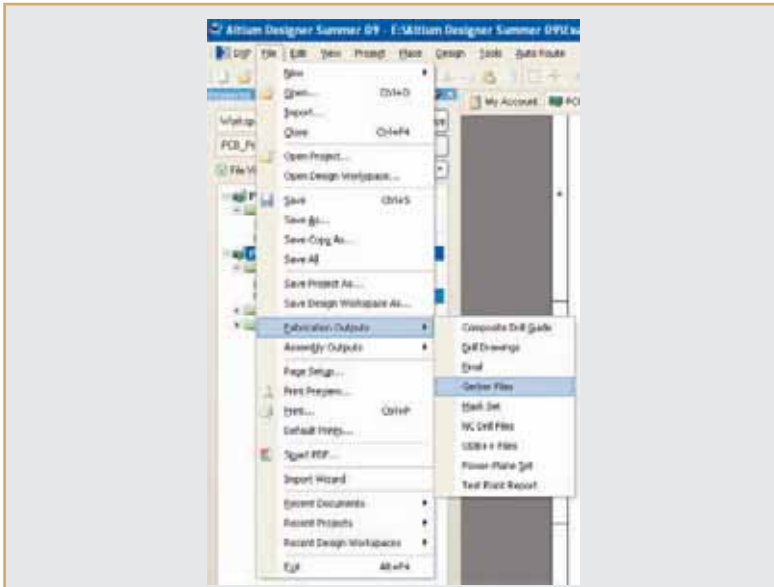 Altium Designer Summer 09 - E:\Altium Designer Summer 09\Exa
DXP File Edit View Project Place Design Tools Auto Route
New
Open... Ctrl+O
My Account
Import...
Close Ctrl+F4
Open Project...
Open Design Workspace...
Save Ctrl+S
Save As...
Save Copy As...
Save All
Save Project As...
Save Design Workspace As...
Fabrication Outputs
Composite Drill Guide
Assembly Outputs
Drill Drawings
Final
Page Setup...
Gerber Files
Print Preview...
Mask Set
Print... Ctrl+P
NC Drill Files
Default Prints...
ODB++ Files
Smart PDF...
Power-Plane Set
Import Wizard
Test Point Report
Recent Documents
Recent Projects
Recent Design Workspaces
Exit Alt+F4